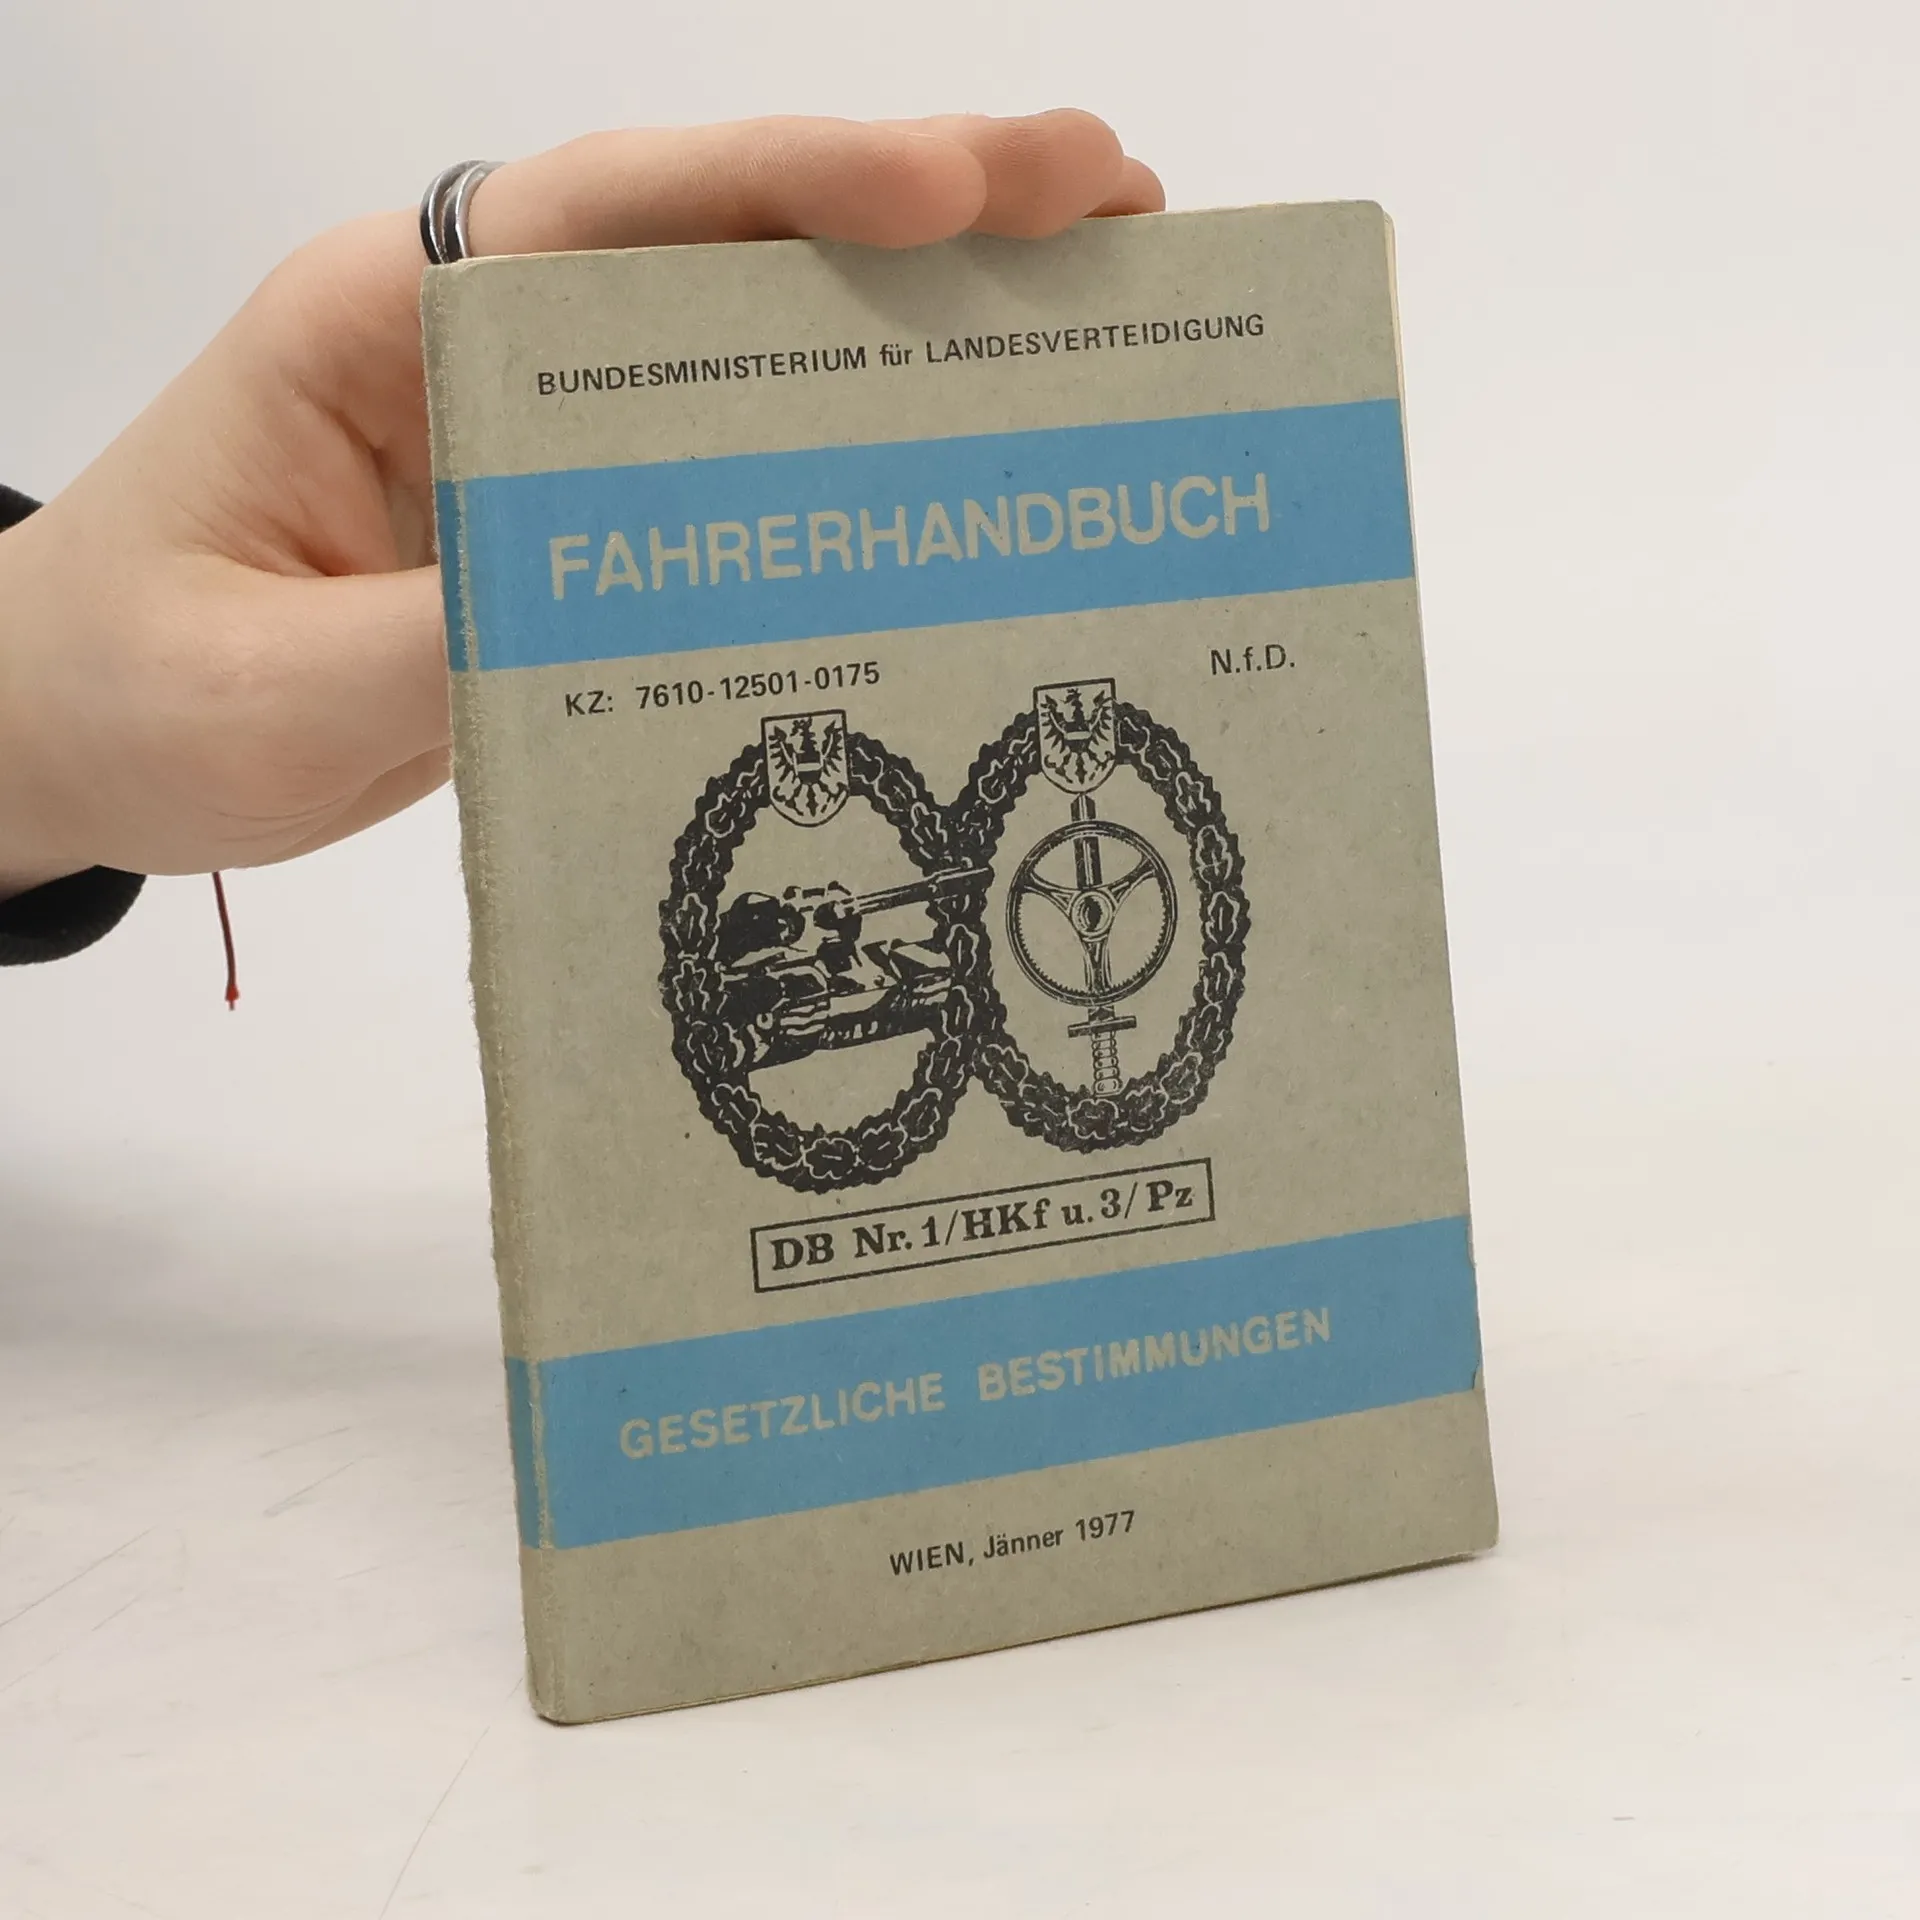 BUNDESMINISTERIUM für LANDESVERTEIDIGUNG
FAHRERHANDBUCH
KZ: 7610-12501-0175
N.f.D.
DB Nr. 1/HKf u. 3/Pz
GESETZLICHE BESTIMMUNGEN
WIEN, Jänner 1977